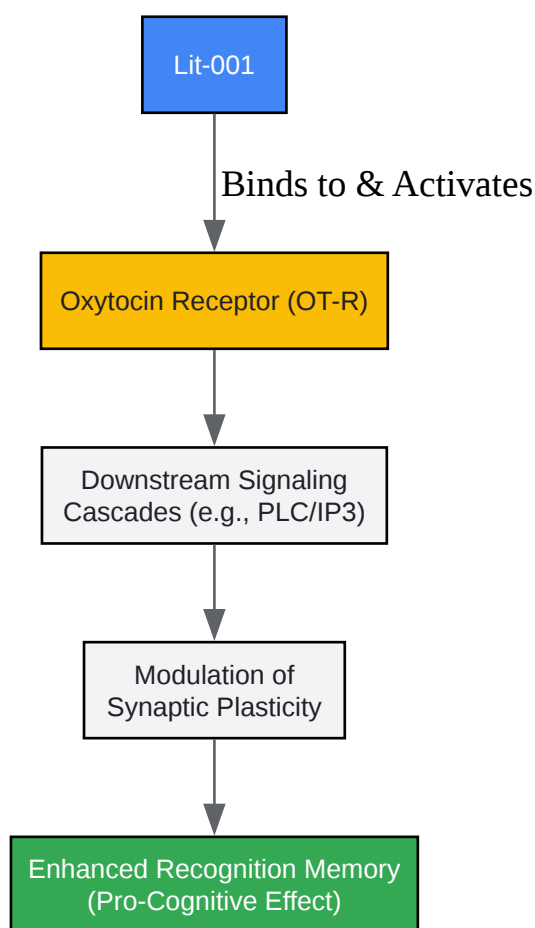 Lit-001
Binds to & Activates
Oxytocin Receptor (OT-R)
Downstream Signaling
Cascades (e.g., PLC/IP3)
Modulation of
Synaptic Plasticity
Enhanced Recognition Memory
(Pro-Cognitive Effect)